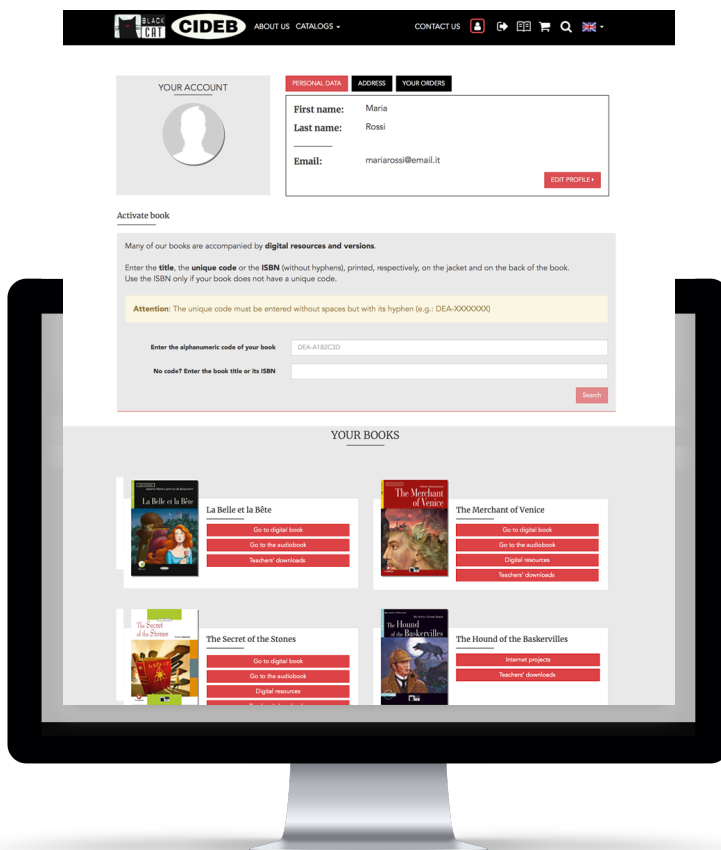 BLACK CAT CIDEB ABOUT US CATALOGS CONTACT US
YOUR ACCOUNT
PERSONAL DATA ADDRESS YOUR ORDERS
First name: Maria
Last name: Rossi
Email: mariarossi@email.it
EDIT PROFILE
Activate book
Many of our books are accompanied by digital resources and versions.
Enter the title, the unique code or the ISBN (without hyphens), printed, respectively, on the jacket and on the back of the book.
Use the ISBN only if your book does not have a unique code.
Attention: The unique code must be entered without spaces but with its hyphen (e.g.: DEA-XXXXXXX)
Enter the alphanumeric code of your book DEA-A1B2C3D
No code? Enter the book title or its ISBN
Search
YOUR BOOKS
La Belle et la Bête
La Belle et la Bête
Go to digital book
Go to the audiobook
Teachers' downloads
The Merchant
of Venice
The Merchant of Venice
Go to digital book
Go to the audiobook
Digital resources
Teachers' downloads
The Secret
of the Stones
The Secret of the Stones
Go to digital book
Go to the audiobook
Digital resources
The Hound
of the Baskervilles
The Hound of the Baskervilles
Internet projects
Teachers' downloads